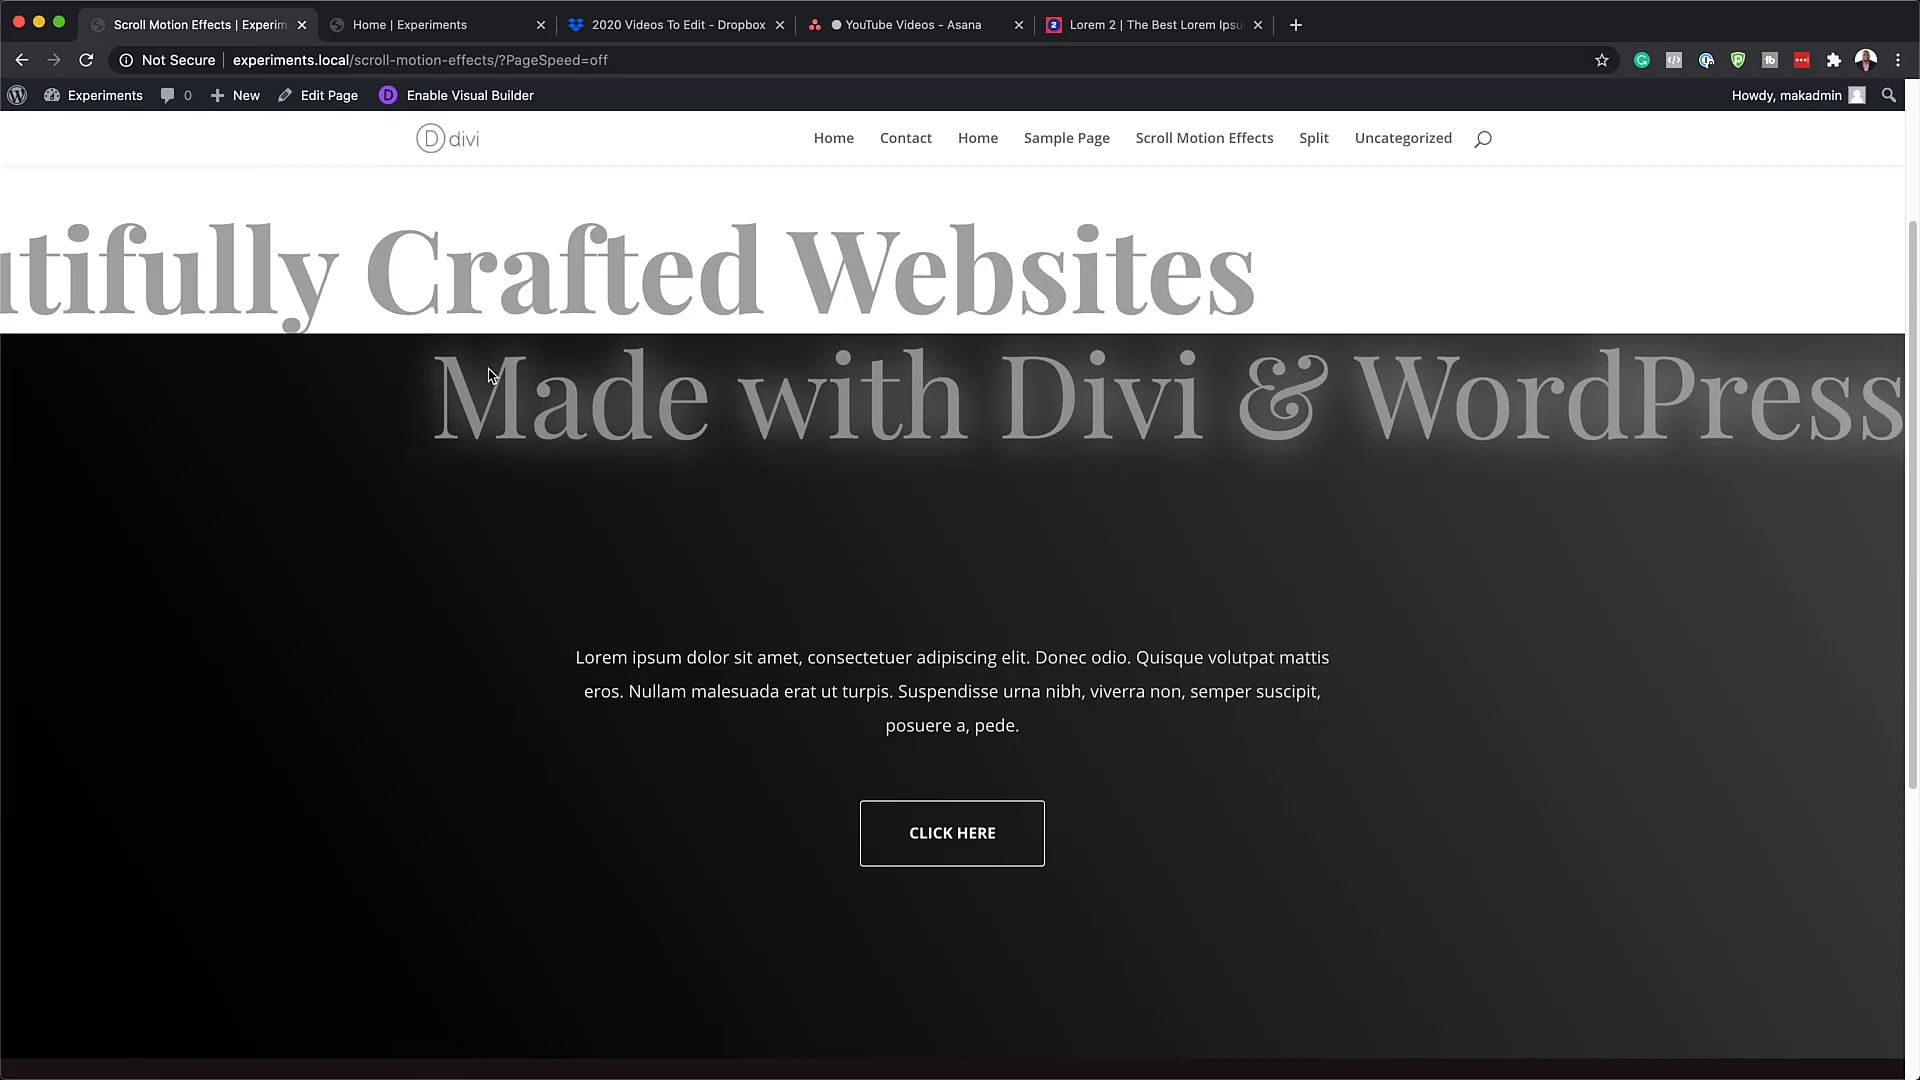 Scroll Motion Effects | Experim
Home | Experiments
2020 Videos To Edit - Dropbox
YouTube Videos - Asana
2
Lorem 2 | The Best Lorem Ipsu
Not Secure
experiments.local/scroll-motion-effects/?PageSpeed=off
Experiments
0
New
Edit Page
D
Enable Visual Builder
Howdy, makadmin
D divi
Home
Contact
Home
Sample Page
Scroll Motion Effects
Split
Uncategorized
utifully Crafted Websites
Made with Divi & WordPress
Lorem ipsum dolor sit amet, consectetuer adipiscing elit. Donec odio. Quisque volutpat mattis
eros. Nullam malesuada erat ut turpis. Suspendisse urna nibh, viverra non, semper suscipit,
posuere a, pede.
CLICK HERE